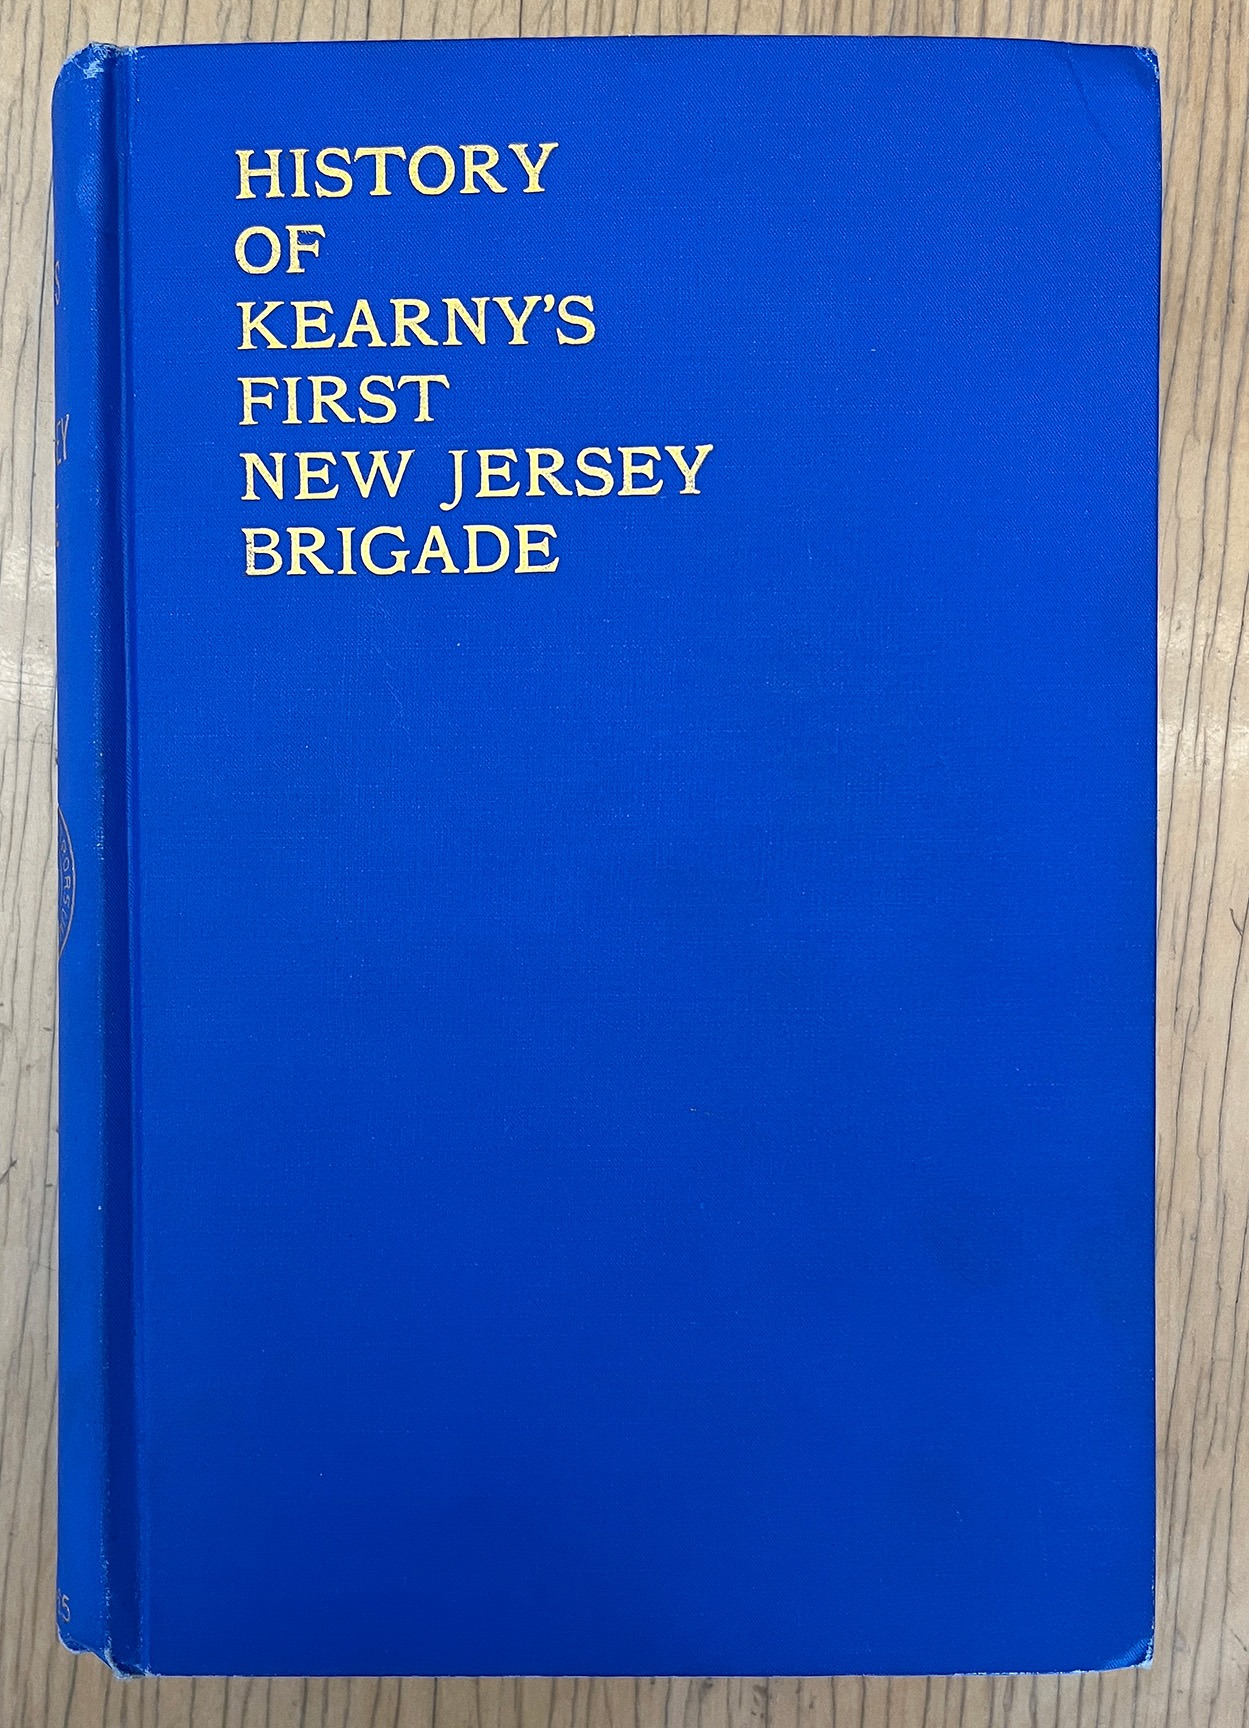 HISTORY
OF
KEARNY'S
FIRST
NEW JERSEY
BRIGADE